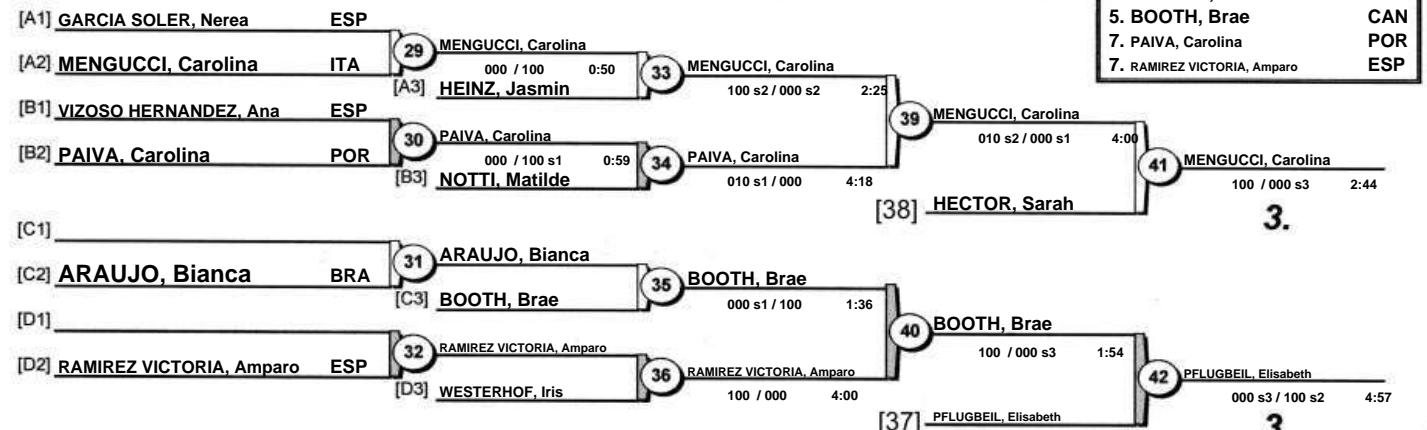 5. BOOTH, Brae CAN
7. PAIVA, Carolina POR
7. RAMIREZ VICTORIA, Amparo ESP
[A1] GARCIA SOLER, Nerea ESP
29 MENGUCCI, Carolina
000 / 100 0:50
[A2] MENGUCCI, Carolina ITA
[A3] HEINZ, Jasmin
33 MENGUCCI, Carolina
100 s2 / 000 s2 2:25
[B1] VIZOSO HERNANDEZ, Ana ESP
30 PAIVA, Carolina
000 / 100 s1 0:59
[B2] PAIVA, Carolina POR
[B3] NOTTI, Matilde
34 PAIVA, Carolina
010 s1 / 000 4:18
39 MENGUCCI, Carolina
010 s2 / 000 s1 4:00
[38] HECTOR, Sarah
41 MENGUCCI, Carolina
100 / 000 s3 2:44
3.
[C1]
[C2] ARAUJO, Bianca BRA
31 ARAUJO, Bianca
[C3] BOOTH, Brae
35 BOOTH, Brae
000 s1 / 100 1:36
[D1]
[D2] RAMIREZ VICTORIA, Amparo ESP
32 RAMIREZ VICTORIA, Amparo
[D3] WESTERHOF, Iris
36 RAMIREZ VICTORIA, Amparo
100 / 000 4:00
40 BOOTH, Brae
100 / 000 s3 1:54
[37] PFLUGBEIL, Elisabeth
42 PFLUGBEIL, Elisabeth
000 s3 / 100 s2 4:57
3